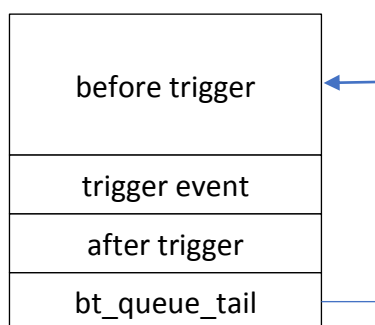 before trigger
trigger event
after trigger
bt_queue_tail